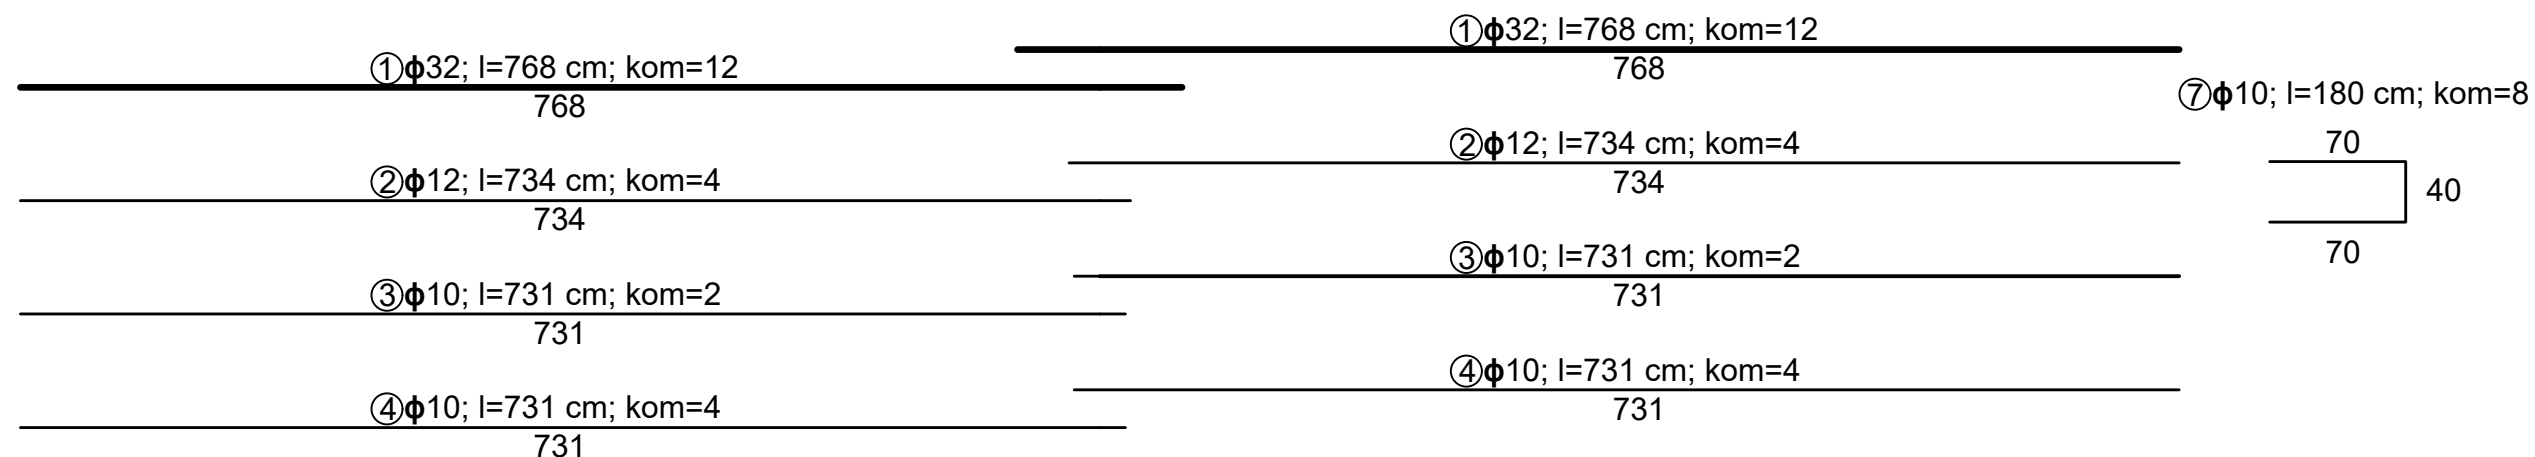 ①ϕ32; l=768 cm; kom=12
768
①ϕ32; l=768 cm; kom=12
768
⑦ϕ10; l=180 cm; kom=8
70
40
70
②ϕ12; l=734 cm; kom=4
734
②ϕ12; l=734 cm; kom=4
734
③ϕ10; l=731 cm; kom=2
731
③ϕ10; l=731 cm; kom=2
731
④ϕ10; l=731 cm; kom=4
731
④ϕ10; l=731 cm; kom=4
731